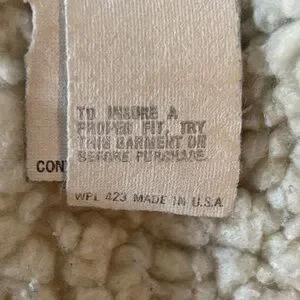 TO INSURE A
PROPER FIT, TRY
THIS GARMENT ON
BEFORE PURCHASE.
CON
WPL 423 MADE IN U.S.A.